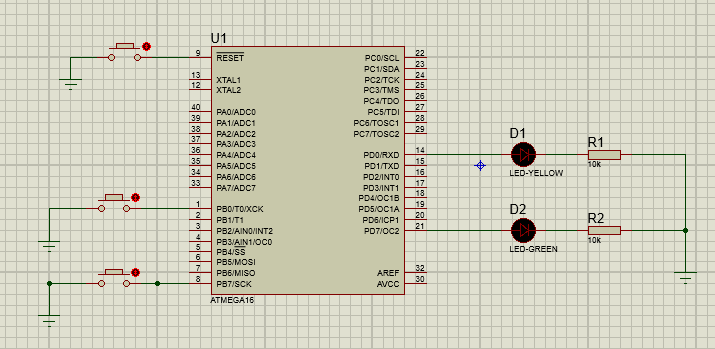 U1
9 RESET
13 XTAL1
12 XTAL2
40 PA0/ADC0
39 PA1/ADC1
38 PA2/ADC2
37 PA3/ADC3
36 PA4/ADC4
35 PA5/ADC5
34 PA6/ADC6
33 PA7/ADC7
1 PB0/T0/XCK
2 PB1/T1
3 PB2/AIN0/INT2
4 PB3/AIN1/OC0
5 PB4/SS
6 PB5/MOSI
7 PB6/MISO
8 PB7/SCK
PC0/SCL 22
PC1/SDA 23
PC2/TCK 24
PC3/TMS 25
PC4/TDO 26
PC5/TDI 27
PC6/TOSC1 28
PC7/TOSC2 29
PD0/RXD 14
PD1/TXD 15
PD2/INT0 16
PD3/INT1 17
PD4/OC1B 18
PD5/OC1A 19
PD6/ICP1 20
PD7/OC2 21
AREF 32
AVCC 30
ATMEGA16
D1
LED-YELLOW
R1
10k
D2
LED-GREEN
R2
10k